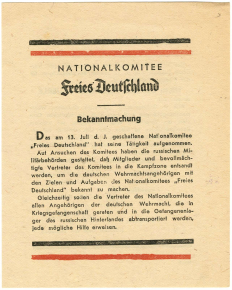 NATIONALKOMITEE
Freies Deutschland
Bekanntmachung
Das am 13. Juli d. J. geschaffene Nationalkomitee
„Freies Deutschland" hat seine Tätigkeit aufgenommen.
Auf Ansuchen des Komitees haben die russischen Mi-
litärbehörden gestattet, daß Mitglieder und bevollmäch-
tigte Vertreter des Komitees in die Kampfzone entsandt
werden, um die deutschen Wehrmachtangehörigen mit
den Zielen und Aufgaben des Nationalkomitees „Freies
Deutschland" bekannt zu machen.
Gleichzeitig sollen die Vertreter des Nationalkomitees
allen Angehörigen der deutschen Wehrmacht, die in
Kriegsgefangenschaft geraten und in die Gefangenenla-
ger des russischen Hinterlandes abtransportiert werden,
jede mögliche Hilfe erweisen.